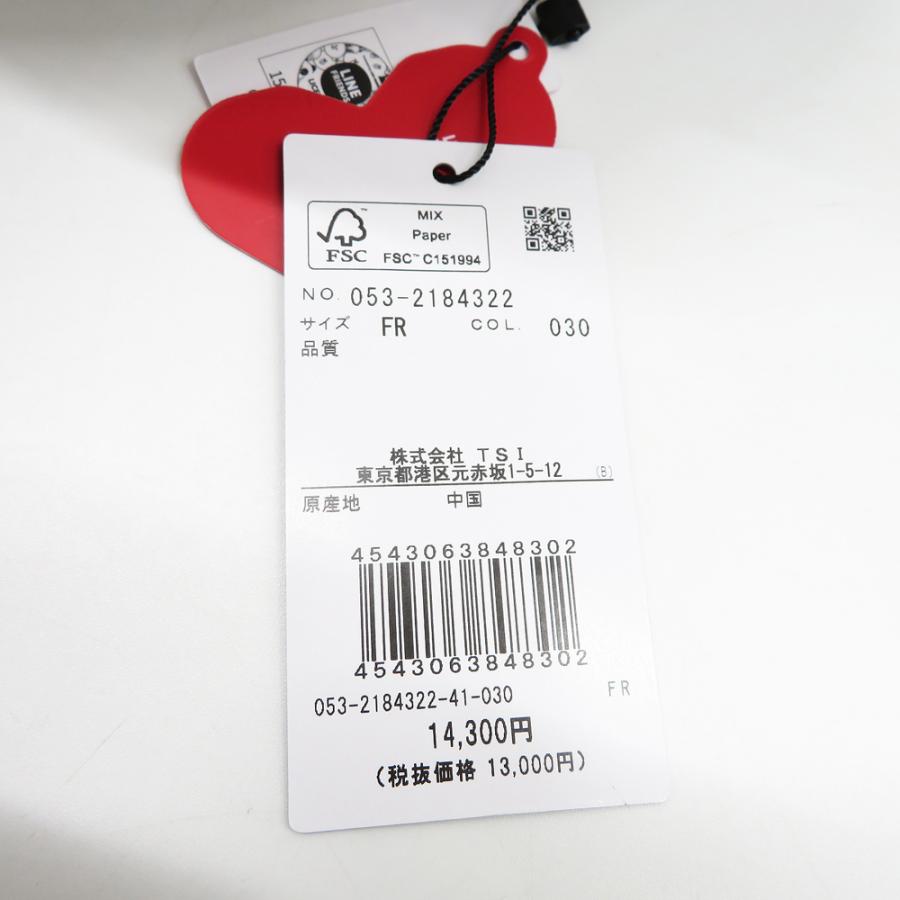 15
LINE
FRIENDS
MIX
Paper
FSC™ C151994
FSC
NO. 053-2184322
サイズ FR COL. 030
品質
株式会社 TSI
東京都港区元赤坂1-5-12 (B)
原産地 中国
4543063848302
4543063848302
053-2184322-41-030 FR
14,300円
(税抜価格 13,000円)